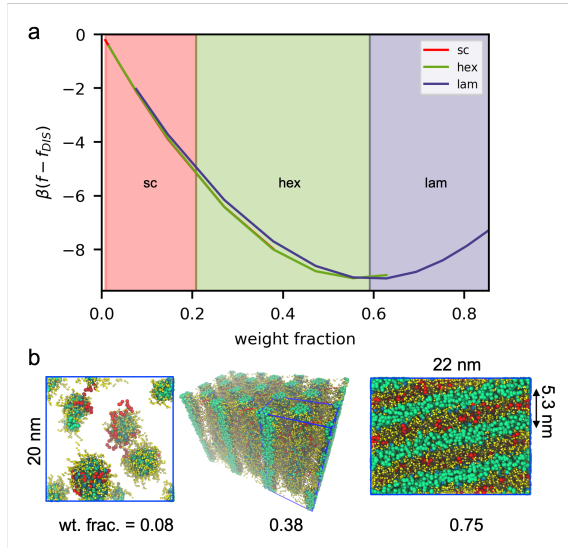 a
0
−2
−4
−6
−8
β(f − f_DIS)
sc
hex
lam
sc
hex
lam
0.0
0.2
0.4
0.6
0.8
weight fraction
b
22 nm
20 nm
5.3 nm
wt. frac. = 0.08
0.38
0.75